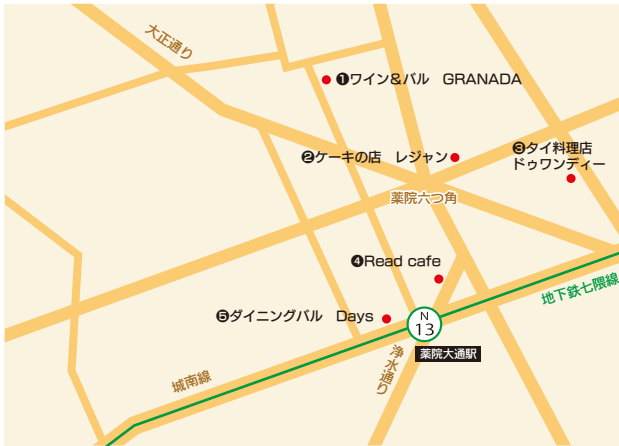 大正通り
❶ワイン&バル　GRANADA
❷ケーキの店　レジャン
❸タイ料理店
ドゥワンディー
薬院六つ角
❹Read cafe
地下鉄七隈線
❺ダイニングバル　Days
N
13
薬院大通駅
浄水通り
城南線